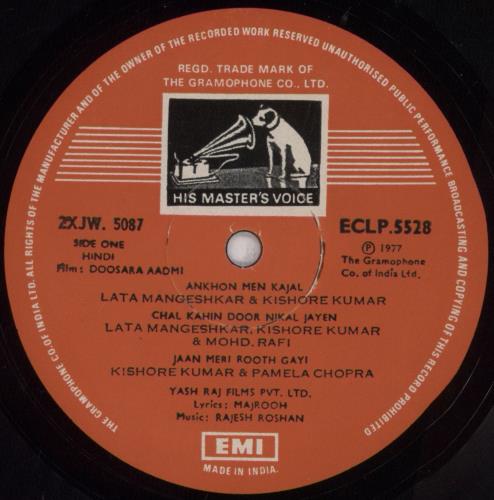 THE GRAMOPHONE CO. OF INDIA LTD. ALL RIGHTS OF THE MANUFACTURER AND OF THE OWNER OF THE RECORDED WORK RESERVED UNAUTHORISED PUBLIC PERFORMANCE BROADCASTING AND COPYING OF THIS RECORD PROHIBITED
REGD. TRADE MARK OF
THE GRAMOPHONE CO., LTD.
HIS MASTER'S VOICE
2XJW. 5087
SIDE ONE
HINDI
Film: DOOSARA AADMI
ECLP.5528
Ⓟ 1977
The Gramophone
Co. of India Ltd.
ANKHON MEN KAJAL
LATA MANGESHKAR & KISHORE KUMAR
CHAL KAHIN DOOR NIKAL JAYEN
LATA MANGESHKAR, KISHORE KUMAR
& MOHD. RAFI
JAAN MERI ROOTH GAYI
KISHORE KUMAR & PAMELA CHOPRA
YASH RAJ FILMS PVT. LTD.
Lyrics: MAJROOH
Music: RAJESH ROSHAN
EMI
MADE IN INDIA.